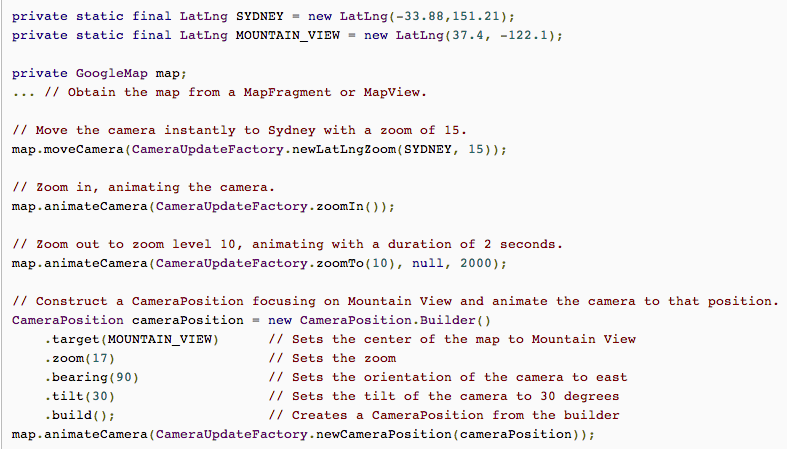 private static final LatLng SYDNEY = new LatLng(-33.88,151.21);
private static final LatLng MOUNTAIN_VIEW = new LatLng(37.4, -122.1);

private GoogleMap map;
... // Obtain the map from a MapFragment or MapView.

// Move the camera instantly to Sydney with a zoom of 15.
map.moveCamera(CameraUpdateFactory.newLatLngZoom(SYDNEY, 15));

// Zoom in, animating the camera.
map.animateCamera(CameraUpdateFactory.zoomIn());

// Zoom out to zoom level 10, animating with a duration of 2 seconds.
map.animateCamera(CameraUpdateFactory.zoomTo(10), null, 2000);

// Construct a CameraPosition focusing on Mountain View and animate the camera to that position.
CameraPosition cameraPosition = new CameraPosition.Builder()
    .target(MOUNTAIN_VIEW)      // Sets the center of the map to Mountain View
    .zoom(17)                   // Sets the zoom
    .bearing(90)                // Sets the orientation of the camera to east
    .tilt(30)                   // Sets the tilt of the camera to 30 degrees
    .build();                   // Creates a CameraPosition from the builder
map.animateCamera(CameraUpdateFactory.newCameraPosition(cameraPosition));